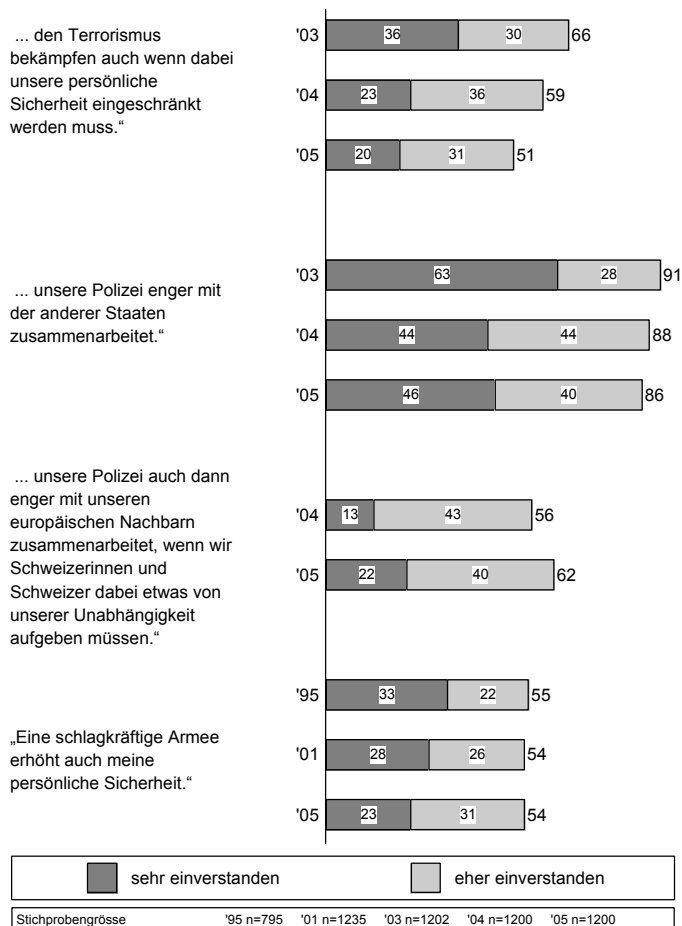 ... den Terrorismus
bekämpfen auch wenn dabei
unsere persönliche
Sicherheit eingeschränkt
werden muss.“
'03 36 30 66
'04 23 36 59
'05 20 31 51
... unsere Polizei enger mit
der anderer Staaten
zusammenarbeitet.“
'03 63 28 91
'04 44 44 88
'05 46 40 86
... unsere Polizei auch dann
enger mit unseren
europäischen Nachbarn
zusammenarbeitet, wenn wir
Schweizerinnen und
Schweizer dabei etwas von
unserer Unabhängigkeit
aufgeben müssen.“
'04 13 43 56
'05 22 40 62
„Eine schlagkräftige Armee
erhöht auch meine
persönliche Sicherheit.“
'95 33 22 55
'01 28 26 54
'05 23 31 54
sehr einverstanden eher einverstanden
Stichprobengrösse '95 n=795 '01 n=1235 '03 n=1202 '04 n=1200 '05 n=1200